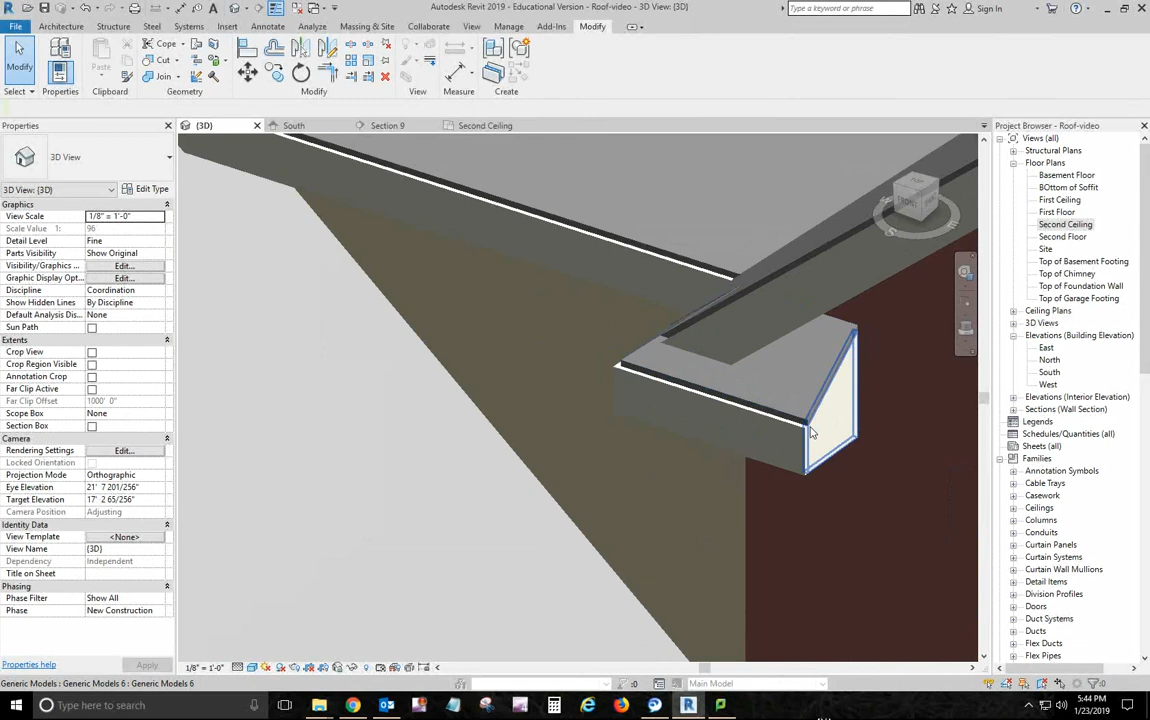 Autodesk Revit 2019 - Educational Version - Roof-video - 3D View: {3D}
Type a keyword or phrase
Sign In
File
Architecture
Structure
Steel
Systems
Insert
Annotate
Analyze
Massing & Site
Collaborate
View
Manage
Add-Ins
Modify
Modify
Paste
Cope
Cut
Join
Select
Properties
Clipboard
Geometry
Modify
View
Measure
Create
Properties
{3D}
South
Section 9
Second Ceiling
Project Browser - Roof-video
3D View
3D View: {3D}
Edit Type
Graphics
View Scale
1/8" = 1'-0"
Scale Value 1:
96
Detail Level
Fine
Parts Visibility
Show Original
Visibility/Graphics ...
Edit...
Graphic Display Opt...
Edit...
Discipline
Coordination
Show Hidden Lines
By Discipline
Default Analysis Dis...
None
Sun Path
Extents
Crop View
Crop Region Visible
Annotation Crop
Far Clip Active
Far Clip Offset
1000' 0"
Scope Box
None
Section Box
Camera
Rendering Settings
Edit...
Locked Orientation
Projection Mode
Orthographic
Eye Elevation
21' 7 201/256"
Target Elevation
17' 2 65/256"
Camera Position
Adjusting
Identity Data
View Template
<None>
View Name
{3D}
Dependency
Independent
Title on Sheet
Phasing
Phase Filter
Show All
Phase
New Construction
Properties help
Apply
FRONT
Views (all)
Structural Plans
Floor Plans
Basement Floor
BOttom of Soffit
First Ceiling
First Floor
Second Ceiling
Second Floor
Site
Top of Basement Footing
Top of Chimney
Top of Foundation Wall
Top of Garage Footing
Ceiling Plans
3D Views
Elevations (Building Elevation)
East
North
South
West
Elevations (Interior Elevation)
Sections (Wall Section)
Legends
Schedules/Quantities (all)
Sheets (all)
Families
Annotation Symbols
Cable Trays
Casework
Ceilings
Columns
Conduits
Curtain Panels
Curtain Systems
Curtain Wall Mullions
Detail Items
Division Profiles
Doors
Duct Systems
Ducts
Flex Ducts
Flex Pipes
1/8" = 1'-0"
Generic Models : Generic Models 6 : Generic Models 6
:0
Main Model
:0
Type here to search
5:44 PM
1/23/2019